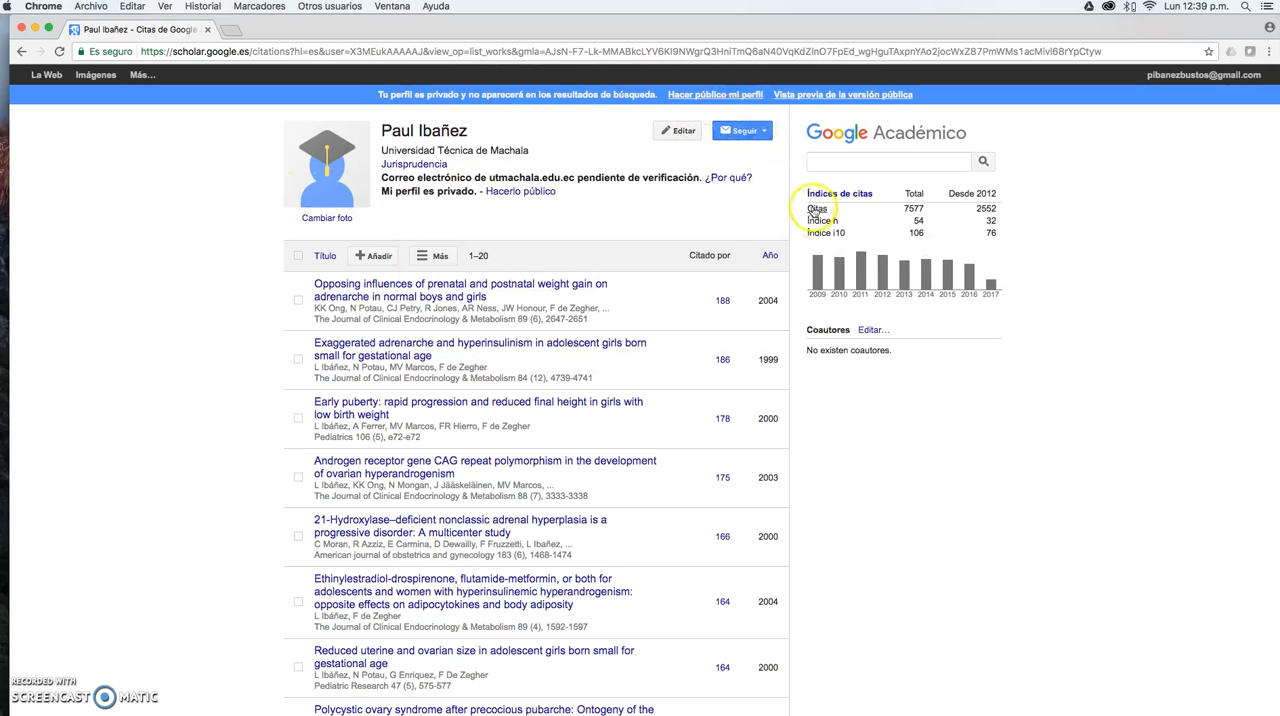 Chrome Archivo Editar Ver Historial Marcadores Otros usuarios Ventana Ayuda Lun 12:39 p.m.
Paul Ibañez - Citas de Google
Es seguro https://scholar.google.es/citations?hl=es&user=X3MEukAAAAAJ&view_op=list_works&gmla=AJsN-F7-Lk-MMABkcLYV6KI9NWgrQ3HniTmQ6aN40VqKdZlnO7FpEd_wgHguTAxpnYAo2jocWxZ87PmWMs1acMivl68rYpCtyw
La Web Imágenes Más... pibanezbustos@gmail.com
Tu perfil es privado y no aparecerá en los resultados de búsqueda. Hacer público mi perfil Vista previa de la versión pública
Paul Ibañez
Editar Seguir
Universidad Técnica de Machala
Jurisprudencia
Correo electrónico de utmachala.edu.ec pendiente de verificación. ¿Por qué?
Mi perfil es privado. - Hacerlo público
Cambiar foto
Título Añadir Más 1–20 Citado por Año
Opposing influences of prenatal and postnatal weight gain on
adrenarche in normal boys and girls
KK Ong, N Potau, CJ Petry, R Jones, AR Ness, JW Honour, F de Zegher, ...
The Journal of Clinical Endocrinology & Metabolism 89 (6), 2647-2651
188 2004
Exaggerated adrenarche and hyperinsulinism in adolescent girls born
small for gestational age
L Ibáñez, N Potau, MV Marcos, F de Zegher
The Journal of Clinical Endocrinology & Metabolism 84 (12), 4739-4741
186 1999
Early puberty: rapid progression and reduced final height in girls with
low birth weight
L Ibáñez, A Ferrer, MV Marcos, FR Hierro, F de Zegher
Pediatrics 106 (5), e72-e72
178 2000
Androgen receptor gene CAG repeat polymorphism in the development
of ovarian hyperandrogenism
L Ibáñez, KK Ong, N Mongan, J Jääskeläinen, MV Marcos, ...
The Journal of Clinical Endocrinology & Metabolism 88 (7), 3333-3338
175 2003
21-Hydroxylase–deficient nonclassic adrenal hyperplasia is a
progressive disorder: A multicenter study
C Moran, R Azziz, E Carmina, D Dewailly, F Fruzzetti, L Ibañez, ...
American journal of obstetrics and gynecology 183 (6), 1468-1474
166 2000
Ethinylestradiol-drospirenone, flutamide-metformin, or both for
adolescents and women with hyperinsulinemic hyperandrogenism:
opposite effects on adipocytokines and body adiposity
L Ibáñez, F de Zegher
The Journal of Clinical Endocrinology & Metabolism 89 (4), 1592-1597
164 2004
Reduced uterine and ovarian size in adolescent girls born small for
gestational age
L Ibáñez, N Potau, G Enriquez, F De Zegher
Pediatric Research 47 (5), 575-577
164 2000
Polycystic ovary syndrome after precocious pubarche: Ontogeny of the
Google Académico
Índices de citas Total Desde 2012
Citas 7577 2552
Índice h 54 32
Índice i10 106 76
2009 2010 2011 2012 2013 2014 2015 2016 2017
Coautores Editar...
No existen coautores.
RECORDED WITH
SCREENCAST MATIC